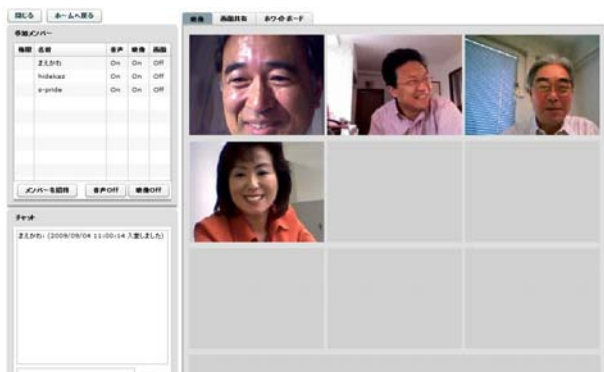 閉じる ホームへ戻る
映像 画面共有 ホワイトボード
参加メンバー
権限 名前 音声 映像 画面
まえかわ On On Off
hidekaz On On Off
s-pride On On Off
メンバーを招待 音声Off 映像Off
チャット
まえかわ: (2009/09/04 11:00:14 入室しました)